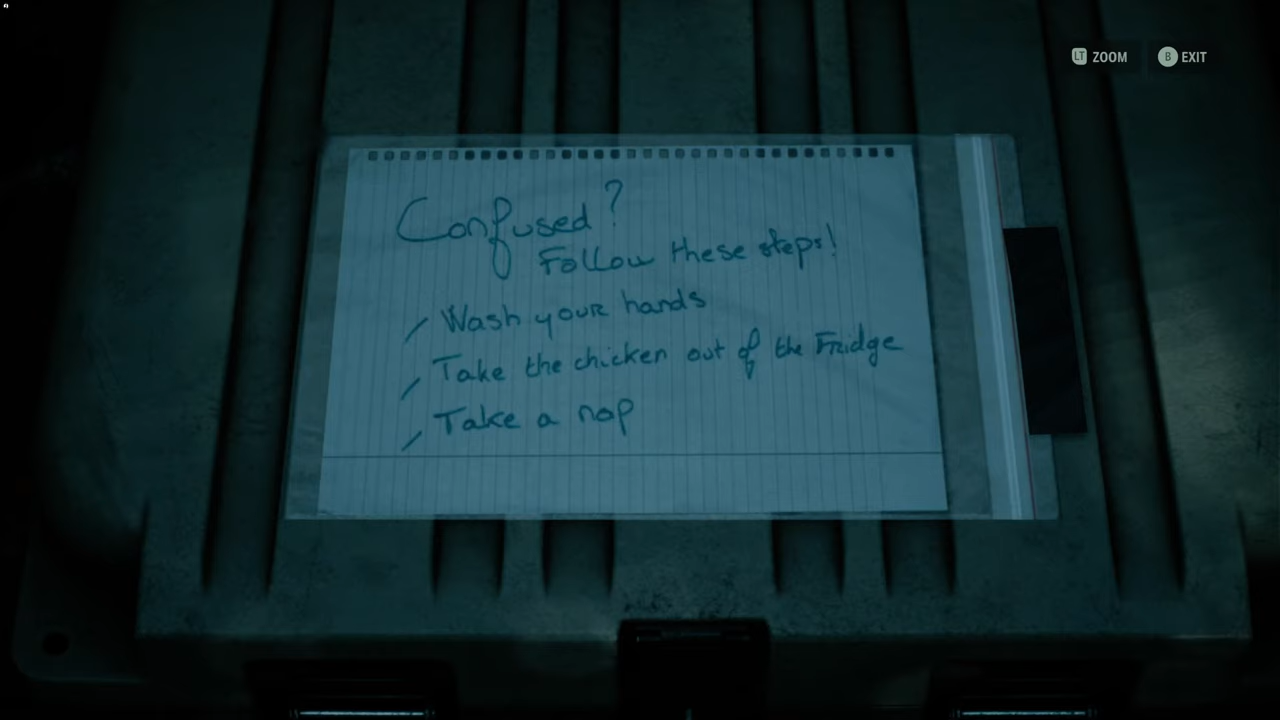 LT ZOOM B EXIT
Confused?
Follow these steps!
/ Wash your hands
/ Take the chicken out of the Fridge
/ Take a nap